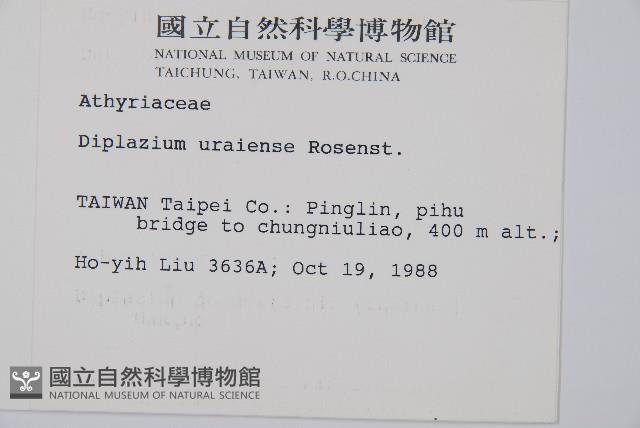 國立自然科學博物館
NATIONAL MUSEUM OF NATURAL SCIENCE
TAICHUNG, TAIWAN, R.O.CHINA
Athyriaceae
Diplazium uraiense Rosenst.
TAIWAN Taipei Co.: Pinglin, pihu
bridge to chungniuliao, 400 m alt.;
Ho-yih Liu 3636A; Oct 19, 1988
國立自然科學博物館
NATIONAL MUSEUM OF NATURAL SCIENCE